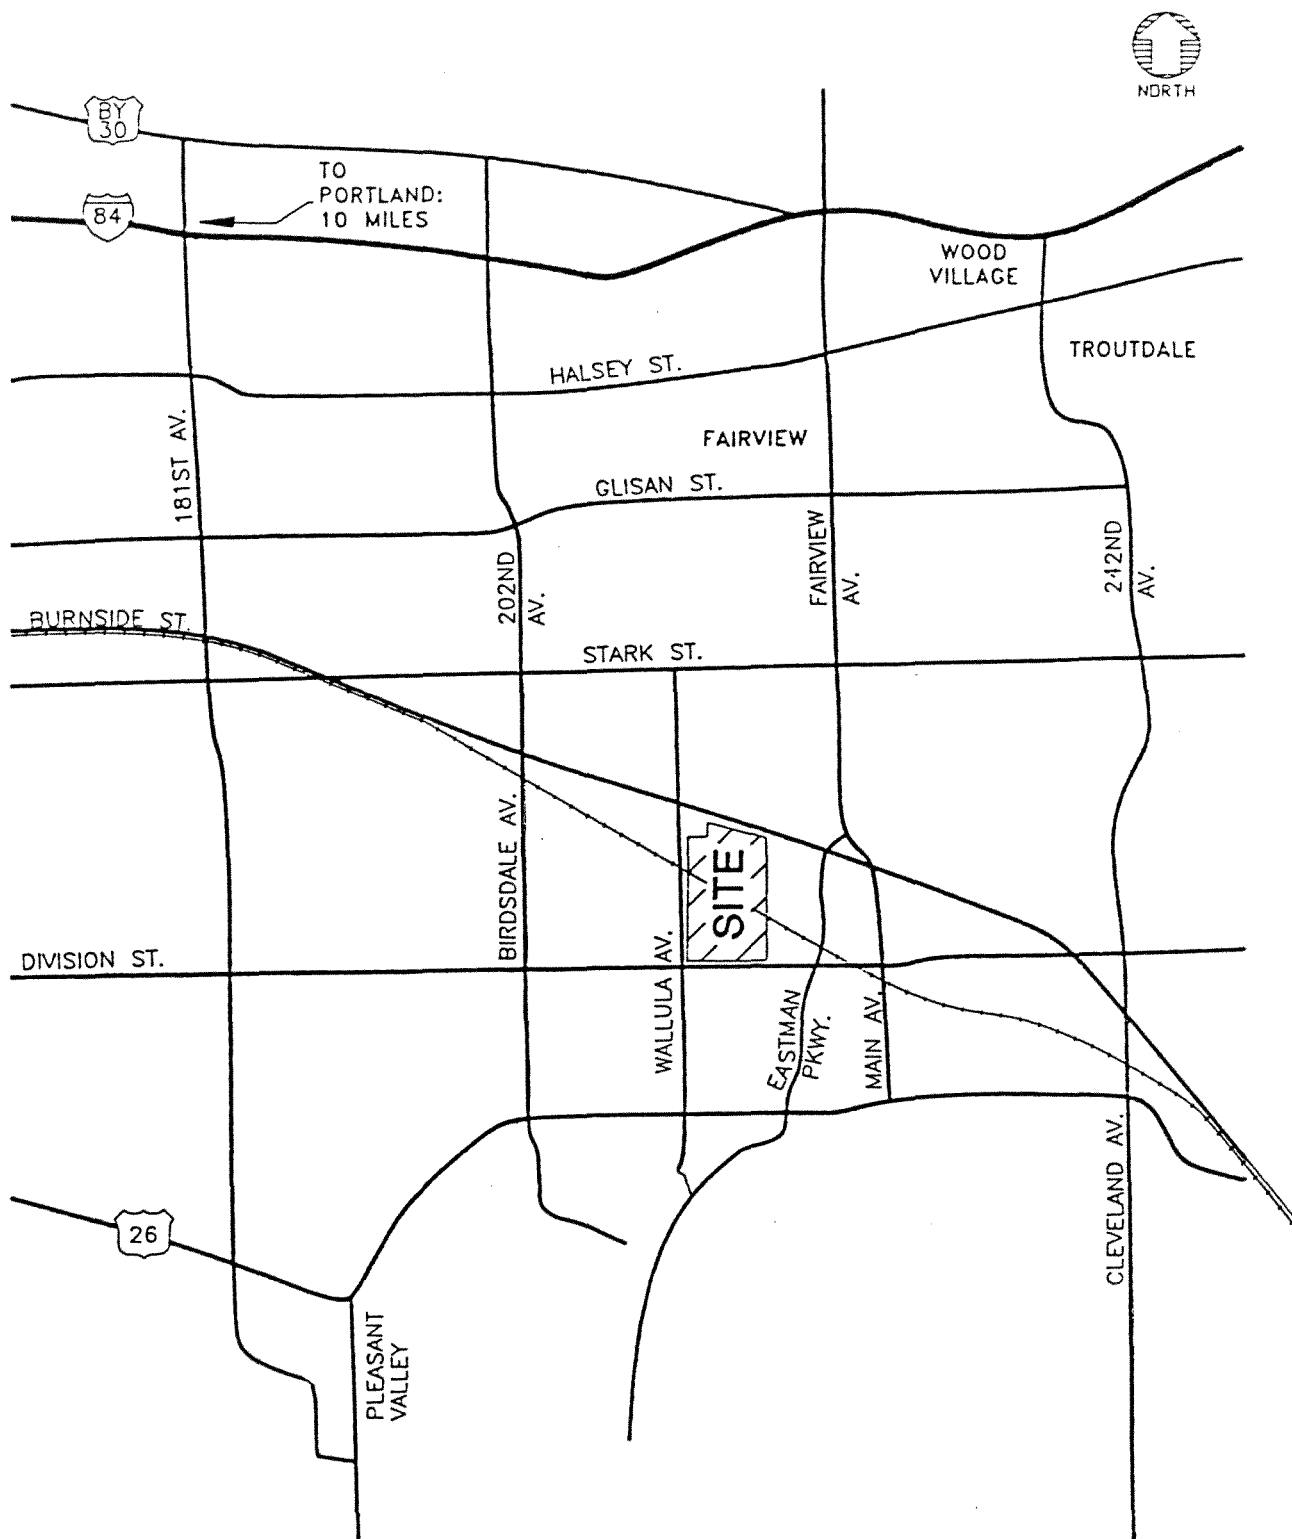 NORTH
BY
30
TO
PORTLAND:
10 MILES
84
WOOD
VILLAGE
TROUTDALE
HALSEY ST.
FAIRVIEW
181ST AV.
GLISAN ST.
202ND
AV.
FAIRVIEW
AV.
242ND
AV.
BURNSIDE ST.
STARK ST.
BIRDSDALE AV.
SITE
DIVISION ST.
WALLULA AV.
EASTMAN
PKWY.
MAIN AV.
CLEVELAND AV.
26
PLEASANT
VALLEY